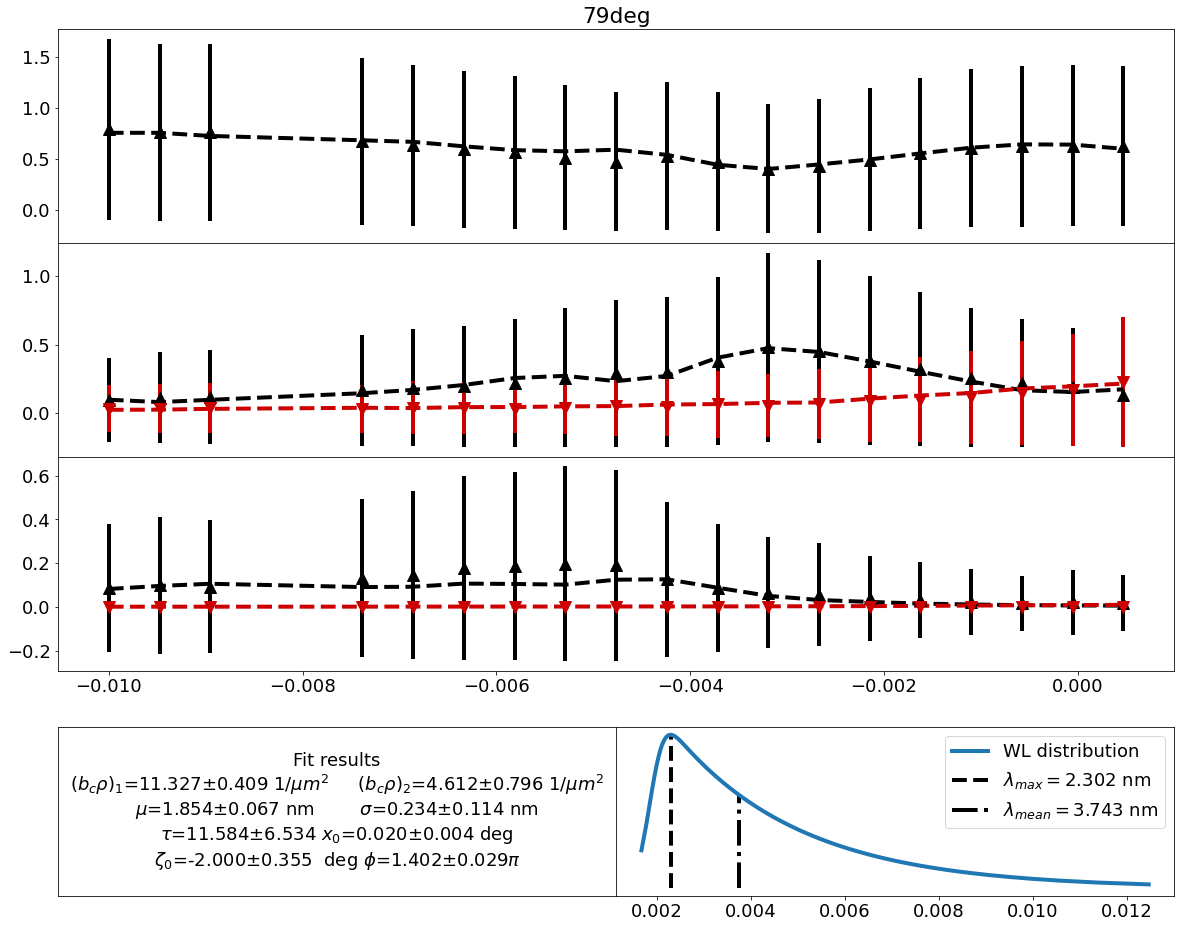 79deg
1.5
1.0
0.5
0.0
1.0
0.5
0.0
0.6
0.4
0.2
0.0
−0.2
−0.010 −0.008 −0.006 −0.004 −0.002 0.000
Fit results
(b_cρ)_1=11.327±0.409 1/μm^2 (b_cρ)_2=4.612±0.796 1/μm^2
μ=1.854±0.067 nm σ=0.234±0.114 nm
τ=11.584±6.534 x_0=0.020±0.004 deg
ζ_0=-2.000±0.355 deg ϕ=1.402±0.029π
WL distribution
λ_max = 2.302 nm
λ_mean = 3.743 nm
0.002 0.004 0.006 0.008 0.010 0.012